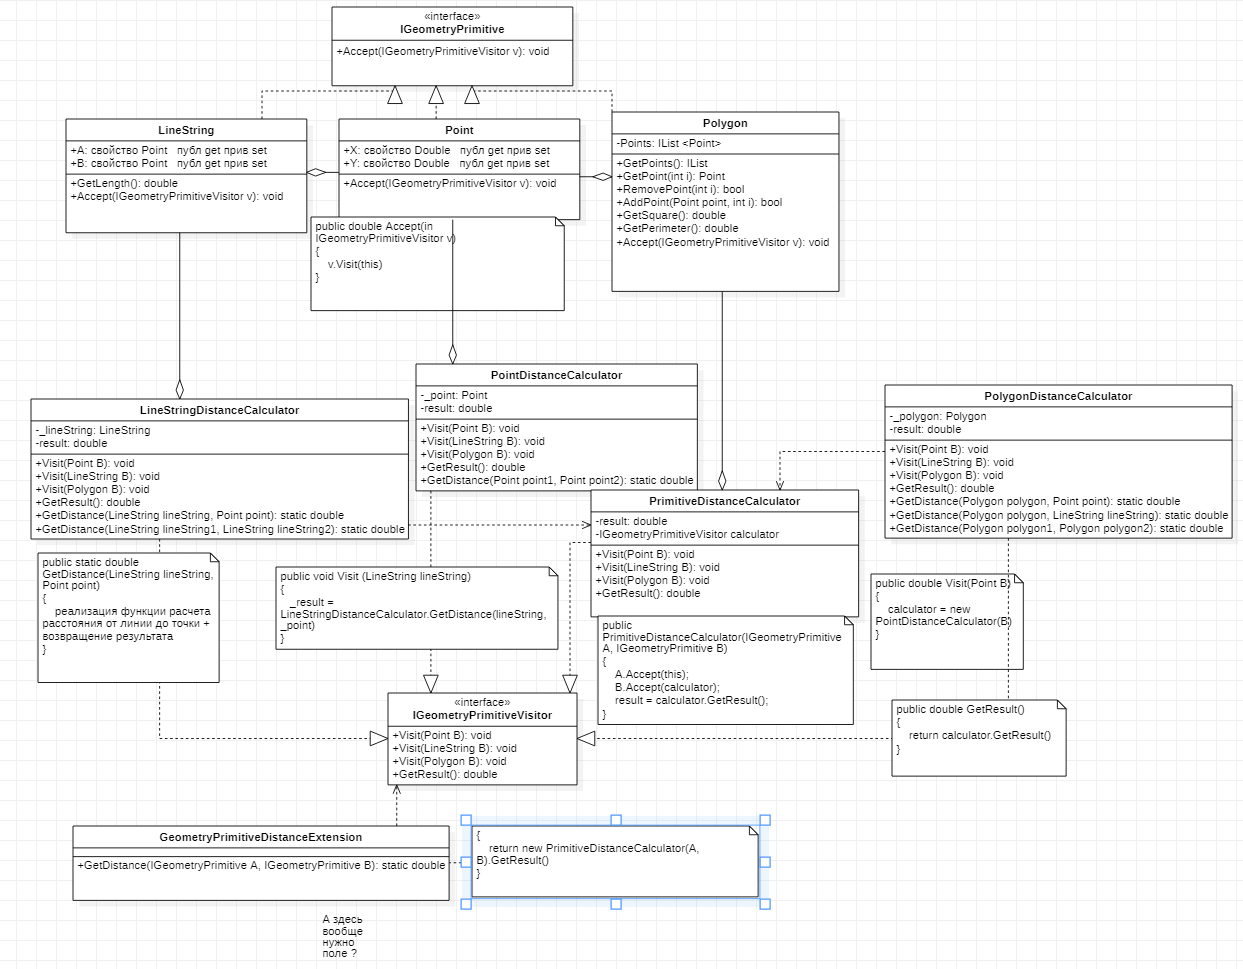 «interface»
IGeometryPrimitive
+Accept(IGeometryPrimitiveVisitor v): void
LineString
+A: свойство Point   публ get прив set
+B: свойство Point   публ get прив set
+GetLength(): double
+Accept(IGeometryPrimitiveVisitor v): void
Point
+X: свойство Double   публ get прив set
+Y: свойство Double   публ get прив set
+Accept(IGeometryPrimitiveVisitor v): void
Polygon
-Points: IList <Point>
+GetPoints(): IList
+GetPoint(int i): Point
+RemovePoint(int i): bool
+AddPoint(Point point, int i): bool
+GetSquare(): double
+GetPerimeter(): double
+Accept(IGeometryPrimitiveVisitor v): void
public double Accept(in
IGeometryPrimitiveVisitor v)
{
v.Visit(this)
}
PointDistanceCalculator
-_point: Point
-result: double
+Visit(Point B): void
+Visit(LineString B): void
+Visit(Polygon B): void
+GetResult(): double
+GetDistance(Point point1, Point point2): static double
LineStringDistanceCalculator
-_lineString: LineString
-result: double
+Visit(Point B): void
+Visit(LineString B): void
+Visit(Polygon B): void
+GetResult(): double
+GetDistance(LineString lineString, Point point): static double
+GetDistance(LineString lineString1, LineString lineString2): static double
PolygonDistanceCalculator
-_polygon: Polygon
-result: double
+Visit(Point B): void
+Visit(LineString B): void
+Visit(Polygon B): void
+GetResult(): double
+GetDistance(Polygon polygon, Point point): static double
+GetDistance(Polygon polygon, LineString lineString): static double
+GetDistance(Polygon polygon1, Polygon polygon2): static double
PrimitiveDistanceCalculator
-result: double
-IGeometryPrimitiveVisitor calculator
+Visit(Point B): void
+Visit(LineString B): void
+Visit(Polygon B): void
+GetResult(): double
public static double
GetDistance(LineString lineString,
Point point)
{
реализация функции расчета
расстояния от линии до точки +
возвращение результата
}
public void Visit (LineString lineString)
{
_result =
LineStringDistanceCalculator.GetDistance(lineString,
_point)
}
public
PrimitiveDistanceCalculator(IGeometryPrimitive
A, IGeometryPrimitive B)
{
A.Accept(this);
B.Accept(calculator);
result = calculator.GetResult();
}
public double Visit(Point B)
{
calculator = new
PointDistanceCalculator(B)
}
public double GetResult()
{
return calculator.GetResult()
}
«interface»
IGeometryPrimitiveVisitor
+Visit(Point B): void
+Visit(LineString B): void
+Visit(Polygon B): void
+GetResult(): double
GeometryPrimitiveDistanceExtension
+GetDistance(IGeometryPrimitive A, IGeometryPrimitive B): static double
{
return new PrimitiveDistanceCalculator(A,
B).GetResult()
}
А здесь
вообще
нужно
поле ?